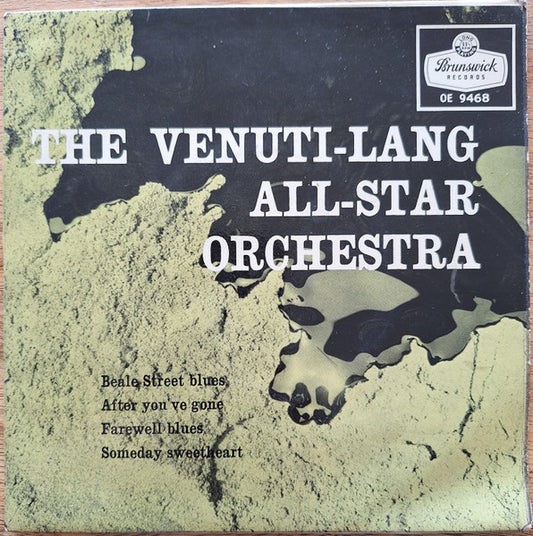 Brunswick
RECORDS
OE 9468
THE VENUTI-LANG
ALL-STAR
ORCHESTRA
Beale Street blues
After you've gone
Farewell blues
Someday sweetheart